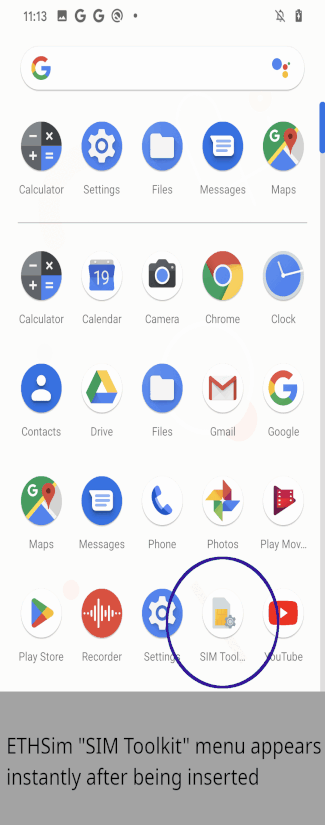 11:13
Calculator Settings Files Messages Maps
Calculator Calendar Camera Chrome Clock
19
Contacts Drive Files Gmail Google
Maps Messages Phone Photos Play Mov...
Play Store Recorder Settings SIM Tool... YouTube
ETHSim "SIM Toolkit" menu appears
instantly after being inserted